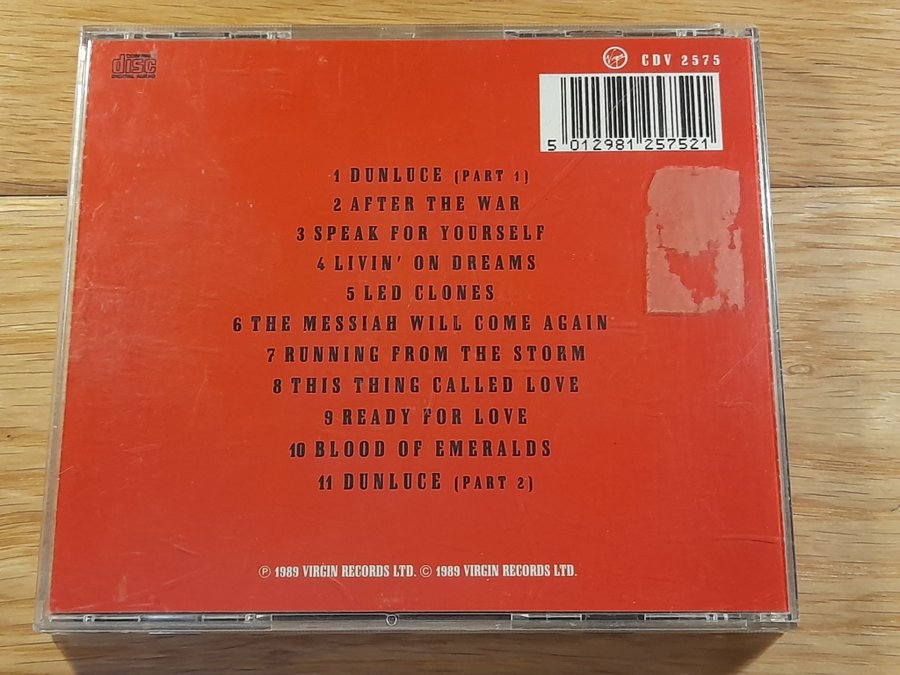 COMPACT
disc
DIGITAL AUDIO
Virgin
CDV 2575
5 012981 257521
1 DUNLUCE (PART 1)
2 AFTER THE WAR
3 SPEAK FOR YOURSELF
4 LIVIN' ON DREAMS
5 LED CLONES
6 THE MESSIAH WILL COME AGAIN
7 RUNNING FROM THE STORM
8 THIS THING CALLED LOVE
9 READY FOR LOVE
10 BLOOD OF EMERALDS
11 DUNLUCE (PART 2)
℗ 1989 VIRGIN RECORDS LTD. © 1989 VIRGIN RECORDS LTD.